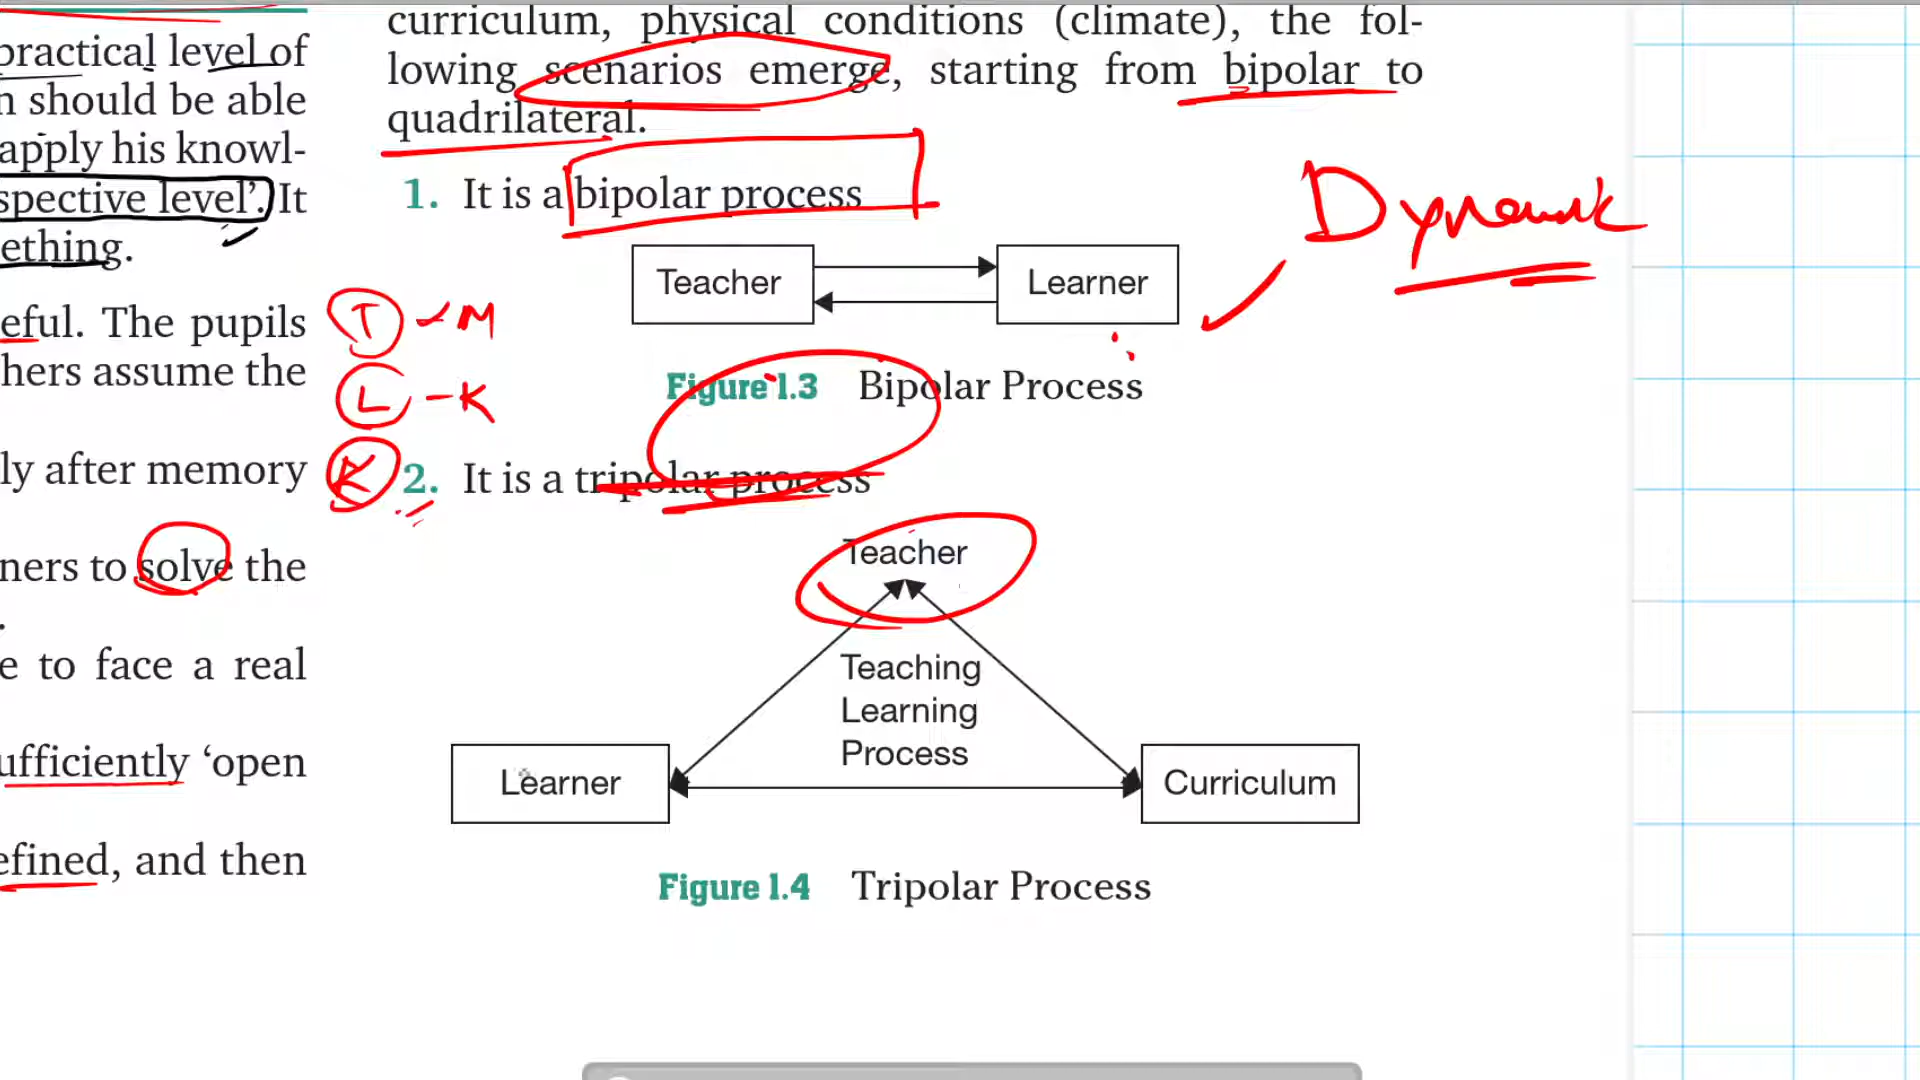 practical level of
n should be able
apply his knowl-
spective level'. It
ething.
eful. The pupils
hers assume the
ly after memory
ners to solve the
.
e to face a real
ufficiently 'open
efined, and then
curriculum, physical conditions (climate), the fol-
lowing scenarios emerge, starting from bipolar to
quadrilateral.
1. It is a bipolar process
Dynamic
Teacher
Learner
T - M
L - K
K
Figure 1.3 Bipolar Process
2. It is a tripolar process
Teacher
Teaching
Learning
Process
Learner
Curriculum
Figure 1.4 Tripolar Process